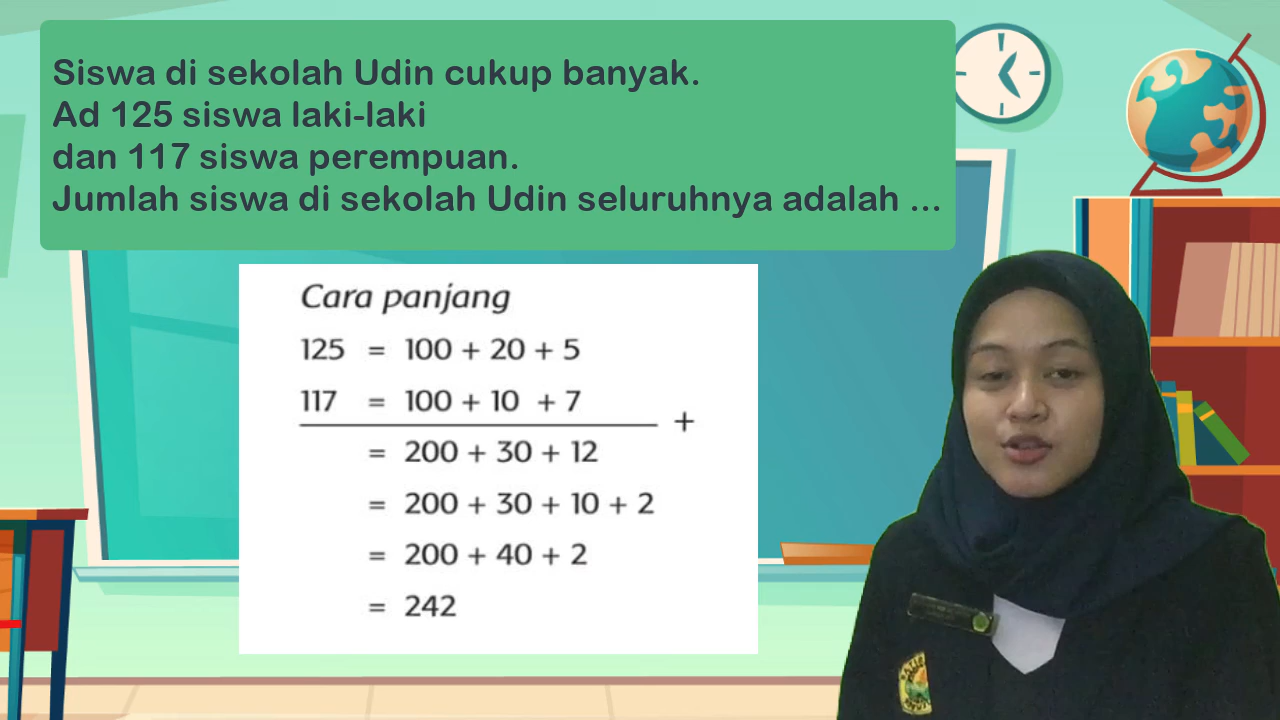 Siswa di sekolah Udin cukup banyak.
Ad 125 siswa laki-laki
dan 117 siswa perempuan.
Jumlah siswa di sekolah Udin seluruhnya adalah ...
Cara panjang
125 = 100 + 20 + 5
117 = 100 + 10 + 7
+
= 200 + 30 + 12
= 200 + 30 + 10 + 2
= 200 + 40 + 2
= 242